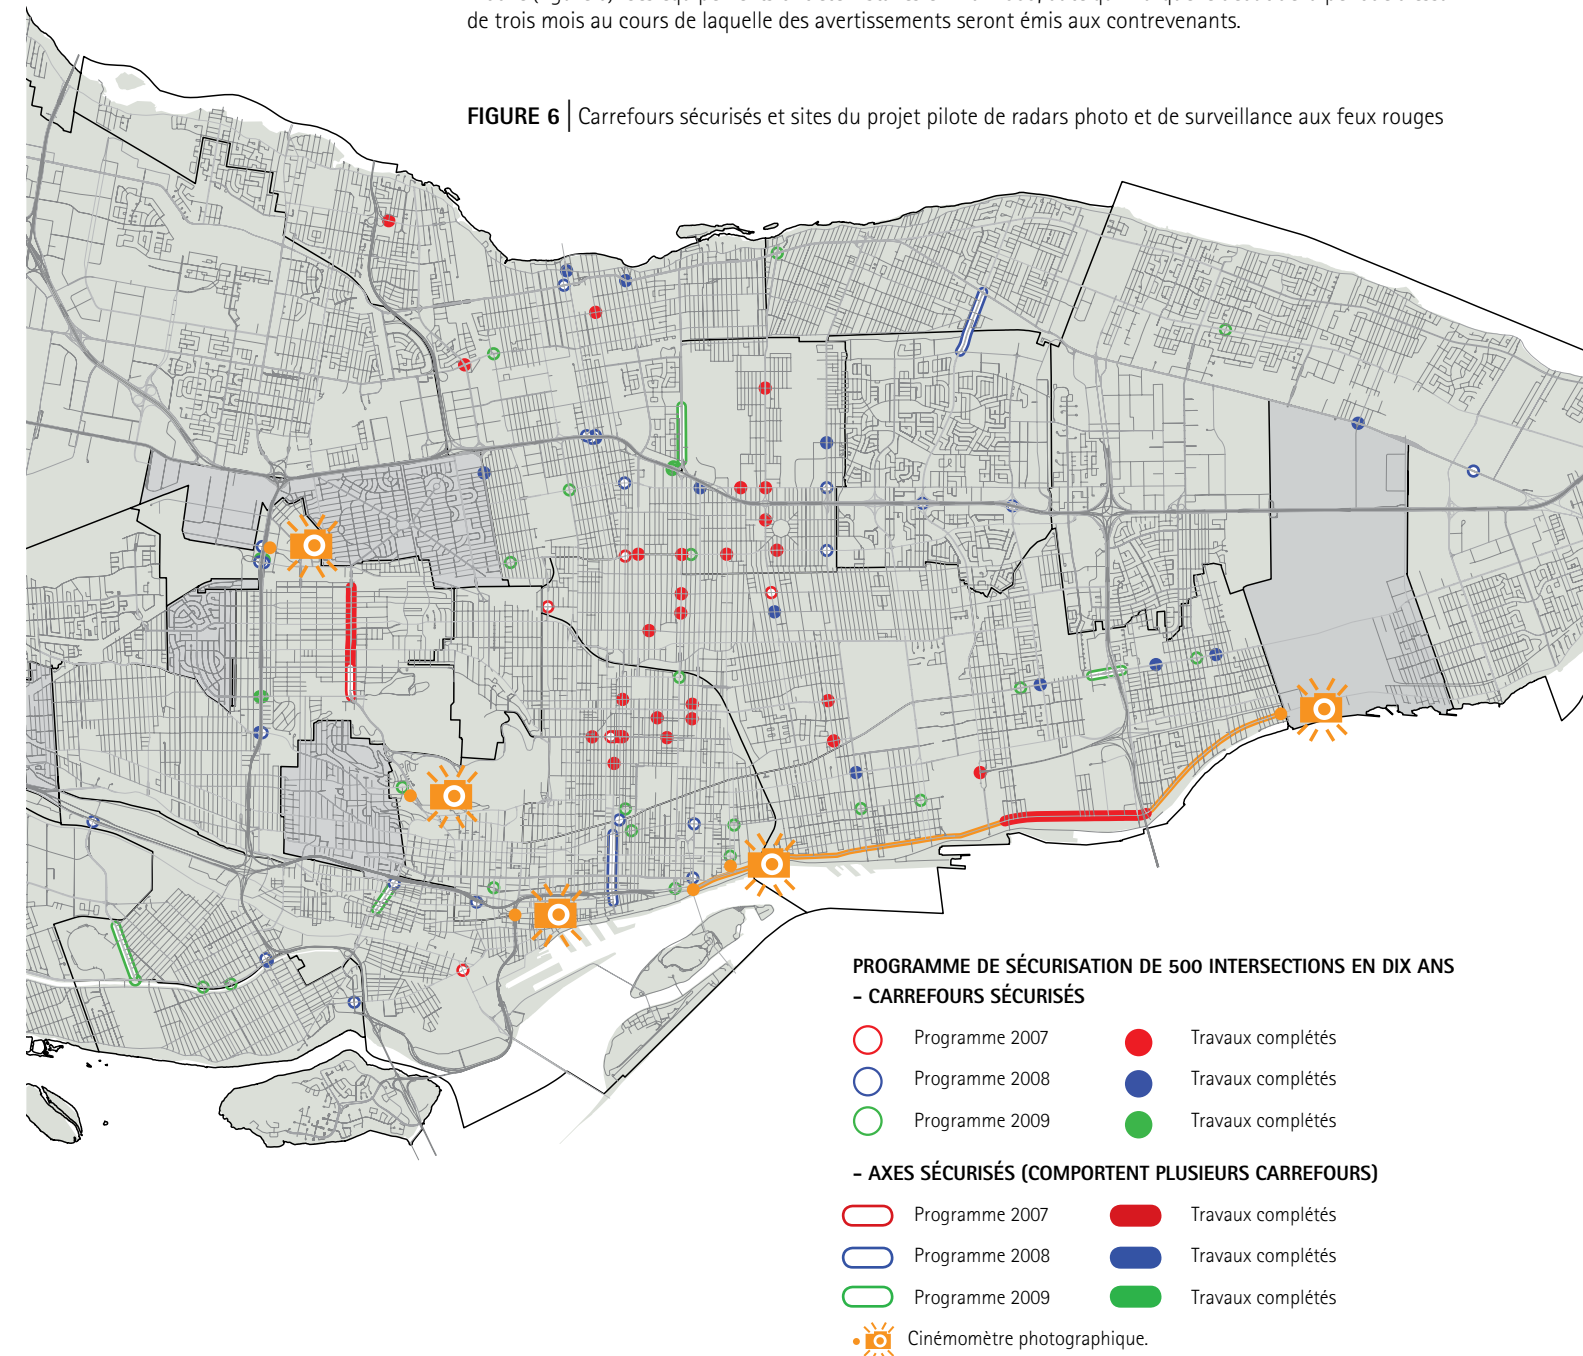 de trois mois au cours de laquelle des avertissements seront émis aux contrevenants.
FIGURE 6 | Carrefours sécurisés et sites du projet pilote de radars photo et de surveillance aux feux rouges
PROGRAMME DE SÉCURISATION DE 500 INTERSECTIONS EN DIX ANS
– CARREFOURS SÉCURISÉS
Programme 2007 Travaux complétés
Programme 2008 Travaux complétés
Programme 2009 Travaux complétés
– AXES SÉCURISÉS (COMPORTENT PLUSIEURS CARREFOURS)
Programme 2007 Travaux complétés
Programme 2008 Travaux complétés
Programme 2009 Travaux complétés
Cinémomètre photographique.